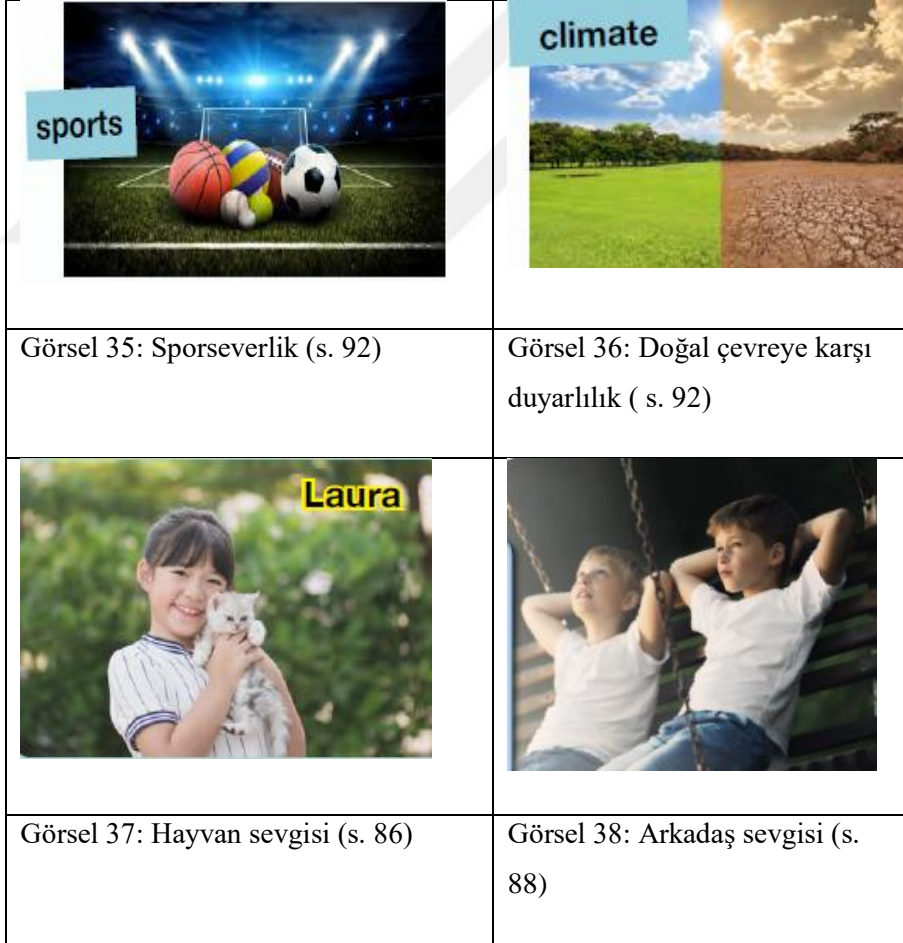 sports
climate
Görsel 35: Sporseverlik (s. 92)
Görsel 36: Doğal çevreye karşı
duyarlılık ( s. 92)
Laura
Görsel 37: Hayvan sevgisi (s. 86)
Görsel 38: Arkadaş sevgisi (s.
88)